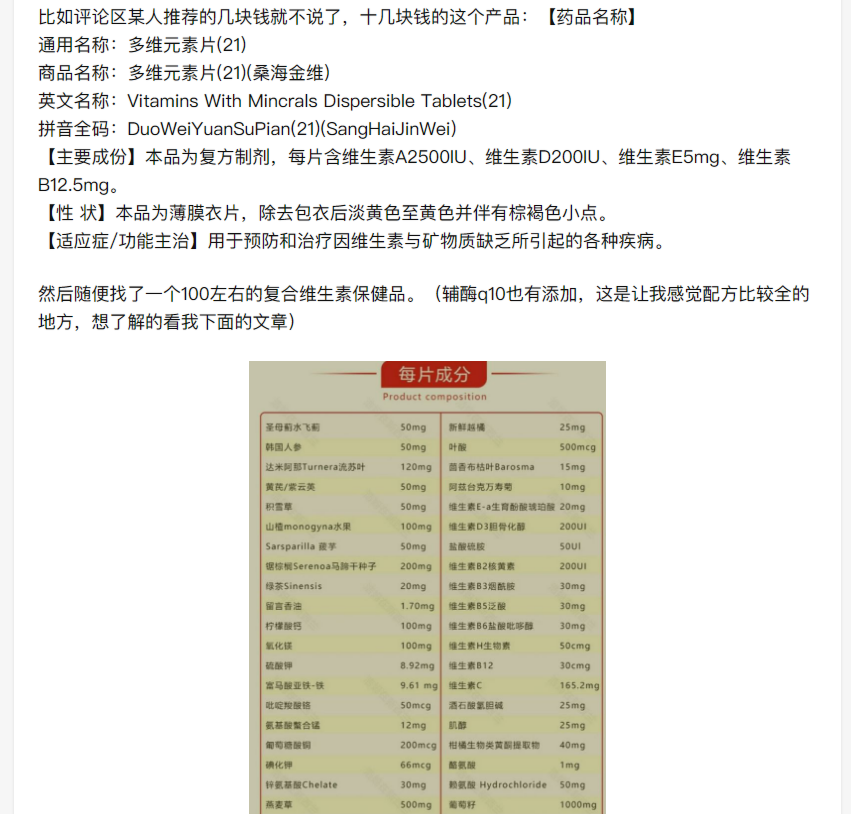 比如评论区某人推荐的几块钱就不说了，十几块钱的这个产品：【药品名称】
通用名称：多维元素片(21)
商品名称：多维元素片(21)(桑海金维)
英文名称：Vitamins With Mincrals Dispersible Tablets(21)
拼音全码：DuoWeiYuanSuPian(21)(SangHaiJinWei)
【主要成份】本品为复方制剂，每片含维生素A2500IU、维生素D200IU、维生素E5mg、维生素
B12.5mg。
【性 状】本品为薄膜衣片，除去包衣后淡黄色至黄色并伴有棕褐色小点。
【适应症/功能主治】用于预防和治疗因维生素与矿物质缺乏所引起的各种疾病。
然后随便找了一个100左右的复合维生素保健品。（辅酶q10也有添加，这是让我感觉配方比较全的
地方，想了解的看我下面的文章）
每片成分
Product composition
圣母蓟水飞蓟 50mg 新鲜越橘 25mg
韩国人参 50mg 叶酸 500mcg
达米阿那Turnera流苏叶 120mg 茴香布枯叶Barosma 15mg
黄芪/紫云英 50mg 阿兹台克万寿菊 10mg
积雪草 50mg 维生素E-a生育酚酸琥珀酸 20mg
山楂monogyna水果 100mg 维生素D3胆骨化醇 200UI
Sarsparilla 提芋 50mg 盐酸硫胺 50UI
锯棕榈Serenoa马蹄干种子 200mg 维生素B2核黄素 200UI
绿茶Sinensis 20mg 维生素B3烟酰胺 30mg
留言香油 1.70mg 维生素B5泛酸 30mg
柠檬酸钙 100mg 维生素B6盐酸吡哆醇 30mg
氧化镁 100mg 维生素H生物素 50cmg
硫酸钾 8.92mg 维生素B12 30cmg
富马酸亚铁-铁 9.61 mg 维生素C 165.2mg
吡啶羧酸铬 50mcg 酒石酸氢胆碱 25mg
氨基酸螯合锰 12mg 肌醇 25mg
葡萄糖酸铜 200mcg 柑橘生物类黄酮提取物 40mg
碘化钾 66mcg 酪氨酸 1mg
锌氨基酸Chelate 30mg 赖氨酸 Hydrochloride 50mg
燕麦草 500mg 葡萄籽 1000mg